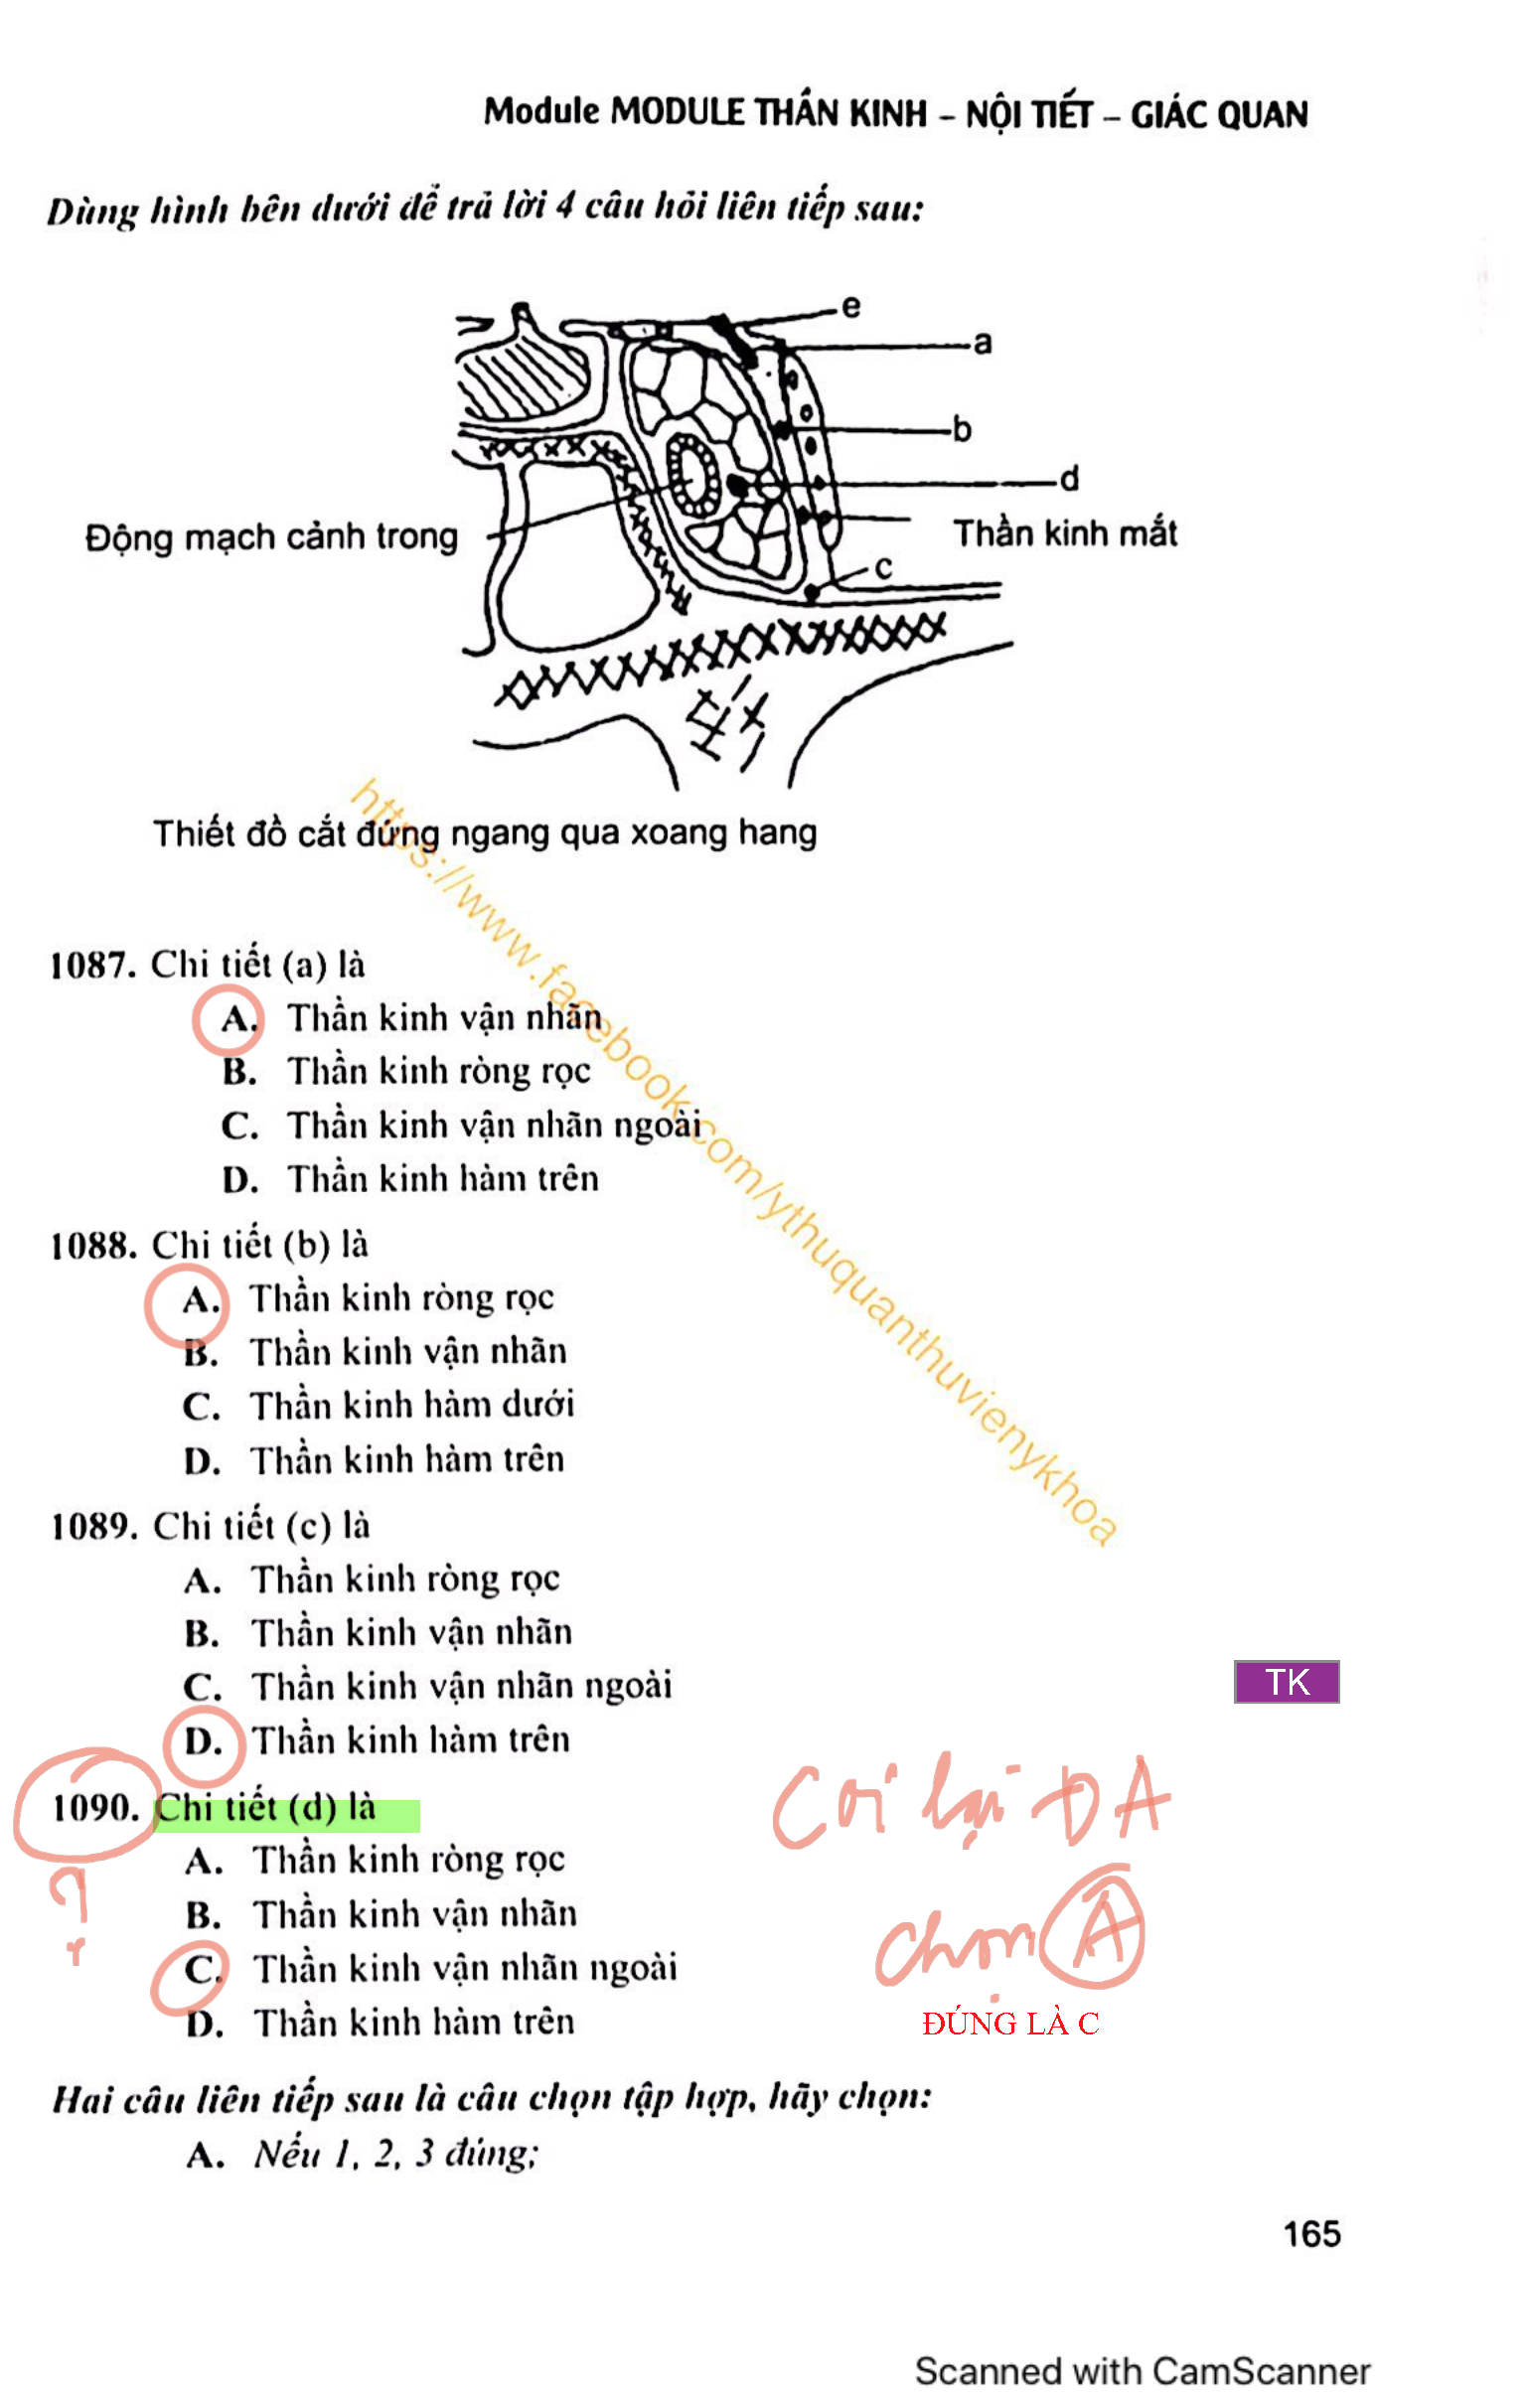 Module MODULE THẦN KINH – NỘI TIẾT – GIÁC QUAN
Dùng hình bên dưới để trả lời 4 câu hỏi liên tiếp sau:
e
a
b
d
Động mạch cảnh trong
Thần kinh mắt
c
Thiết đồ cắt đứng ngang qua xoang hang
https://www.facebook.com/ythuquanthuvienykhoa
1087. Chi tiết (a) là
A. Thần kinh vận nhãn
B. Thần kinh ròng rọc
C. Thần kinh vận nhãn ngoài
D. Thần kinh hàm trên
1088. Chi tiết (b) là
A. Thần kinh ròng rọc
B. Thần kinh vận nhãn
C. Thần kinh hàm dưới
D. Thần kinh hàm trên
1089. Chi tiết (c) là
A. Thần kinh ròng rọc
B. Thần kinh vận nhãn
C. Thần kinh vận nhãn ngoài
D. Thần kinh hàm trên
TK
1090. Chi tiết (d) là
Coi lại ĐA
?
A. Thần kinh ròng rọc
B. Thần kinh vận nhãn
chọn A
C. Thần kinh vận nhãn ngoài
D. Thần kinh hàm trên
ĐÚNG LÀ C
Hai câu liên tiếp sau là câu chọn tập hợp, hãy chọn:
A. Nếu 1, 2, 3 đúng;
165
Scanned with CamScanner